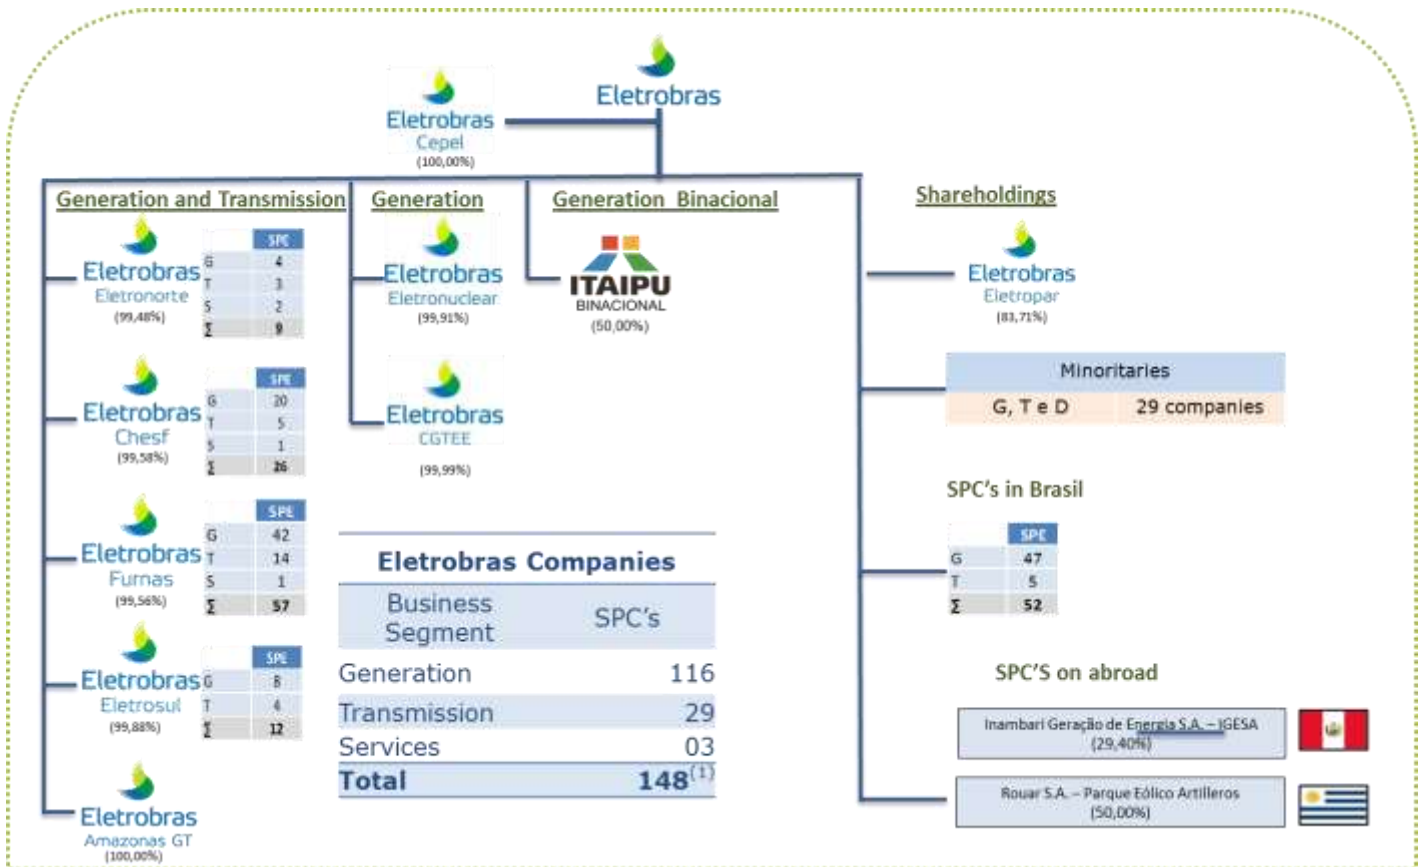 Eletrobras
Eletrobras
Cepel
(100,00%)
Generation and Transmission
Eletrobras
Eletronorte
(99,48%)
SPE
G 4
T 3
S 2
Σ 9
Eletrobras
Chesf
(99,58%)
SPE
G 20
T 5
S 1
Σ 26
Eletrobras
Furnas
(99,56%)
SPE
G 42
T 14
S 1
Σ 57
Eletrobras
Eletrosul
(99,88%)
SPE
G 8
T 4
Σ 12
Eletrobras
Amazonas GT
(100,00%)
Generation
Eletrobras
Eletronuclear
(99,91%)
Eletrobras
CGTEE
(99,99%)
Generation Binacional
ITAIPU
BINACIONAL
(50,00%)
Eletrobras Companies
Business
Segment
SPC's
Generation 116
Transmission 29
Services 03
Total 148(1)
Shareholdings
Eletrobras
Eletropar
(83,71%)
Minoritaries
G, T e D 29 companies
SPC's in Brasil
SPE
G 47
T 5
Σ 52
SPC'S on abroad
Inambari Geração de Energia S.A. – IGESA
(29,40%)
Rouar S.A. – Parque Eólico Artilleros
(50,00%)